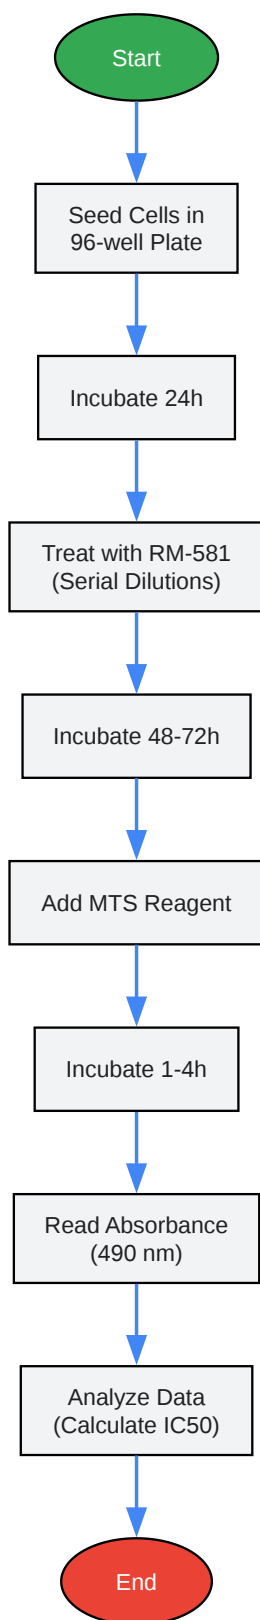 Start
Seed Cells in
96-well Plate
Incubate 24h
Treat with RM-581
(Serial Dilutions)
Incubate 48-72h
Add MTS Reagent
Incubate 1-4h
Read Absorbance
(490 nm)
Analyze Data
(Calculate IC50)
End